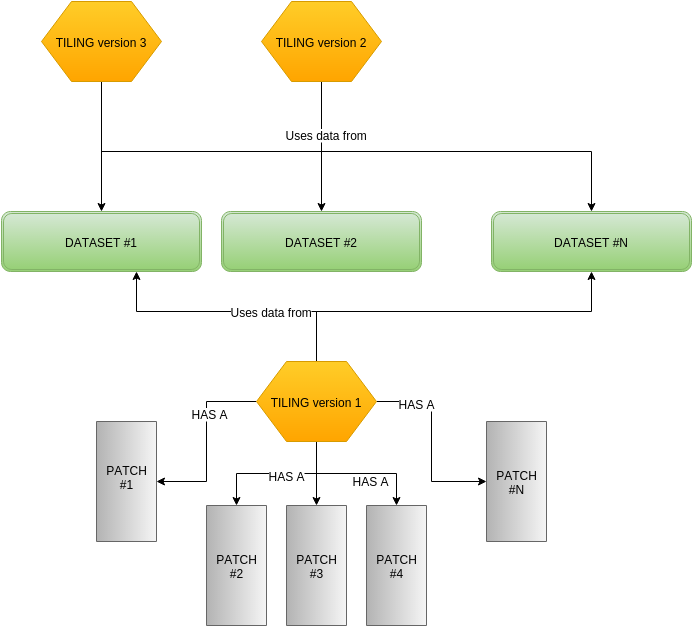 TILING version 3
TILING version 2
Uses data from
DATASET #1
DATASET #2
DATASET #N
Uses data from
TILING version 1
HAS A
HAS A
PATCH
#1
HAS A
HAS A
PATCH
#N
PATCH
#2
PATCH
#3
PATCH
#4